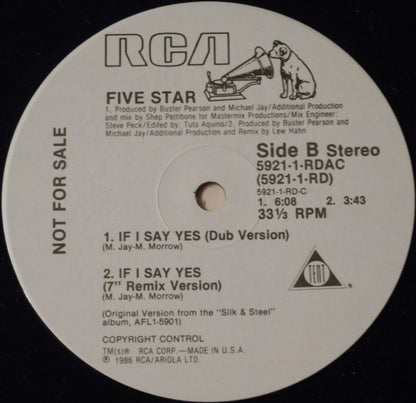 RCA
FIVE STAR
1. Produced by Buster Pearson and Michael Jay/Additional Production
and mix by Shep Pettibone for Mastermix Productions/Mix Engineer:
Steve Peck/Edited by: Tuta Aquino/2. Produced by Buster Pearson and
Michael Jay/Additional Production and Remix by Lew Hahn
NOT FOR SALE
Side B Stereo
5921-1-RDAC
(5921-1-RD)
5921-1-RD-C
1. 6:08 2. 3:43
33⅓ RPM
1. IF I SAY YES (Dub Version)
(M. Jay-M. Morrow)
2. IF I SAY YES
(7" Remix Version)
(M. Jay-M. Morrow)
(Original Version from the "Silk & Steel"
album, AFL1-5901)
TENT ®
COPYRIGHT CONTROL
TM(s)® RCA CORP.—MADE IN U.S.A.
℗ 1986 RCA/ARIOLA LTD.